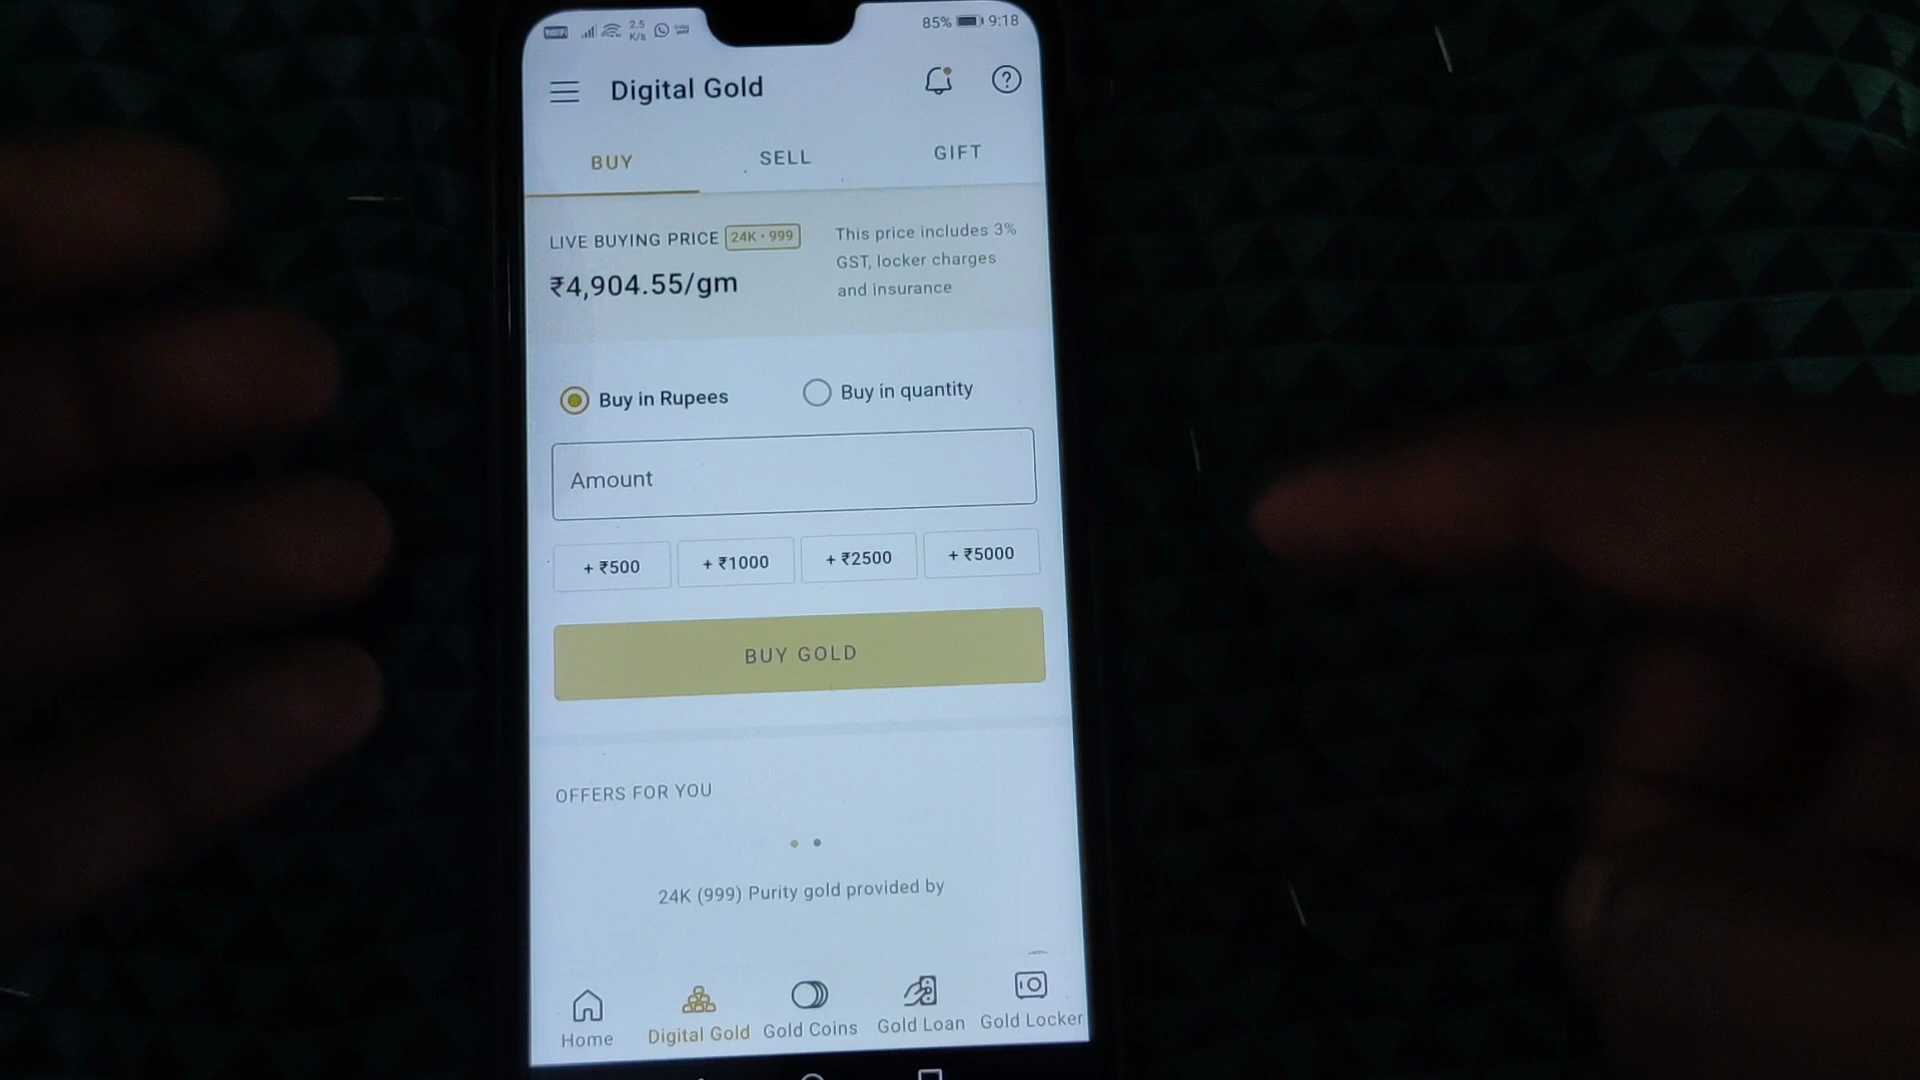 2.5
K/s
85% 9:18
Digital Gold
?
BUY SELL GIFT
LIVE BUYING PRICE 24K • 999
₹4,904.55/gm
This price includes 3%
GST, locker charges
and insurance
Buy in Rupees
Buy in quantity
Amount
+ ₹500 + ₹1000 + ₹2500 + ₹5000
BUY GOLD
OFFERS FOR YOU
24K (999) Purity gold provided by
Home Digital Gold Gold Coins Gold Loan Gold Locker